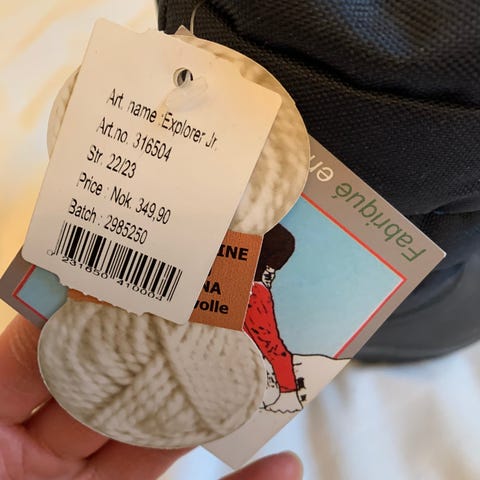 Art. name :Explorer Jr.
Art.no. 316504
Str. 22/23
Price : Nok 349,90
Batch : 2985250
INE
NA
olle
Fabriqué en